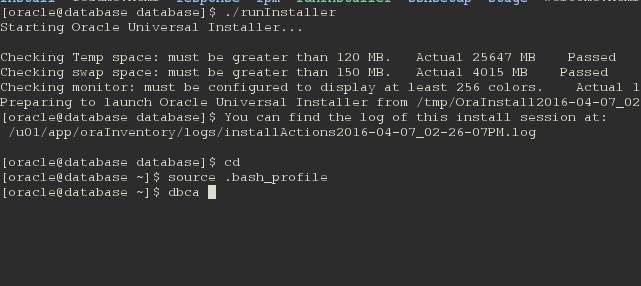 [oracle@database database]$ ./runInstaller
Starting Oracle Universal Installer...
Checking Temp space: must be greater than 120 MB.   Actual 25647 MB    Passed
Checking swap space: must be greater than 150 MB.   Actual 4015 MB    Passed
Checking monitor: must be configured to display at least 256 colors.    Actual 1
Preparing to launch Oracle Universal Installer from /tmp/OraInstall2016-04-07_02
[oracle@database database]$ You can find the log of this install session at:
 /u01/app/oraInventory/logs/installActions2016-04-07_02-26-07PM.log
[oracle@database database]$ cd
[oracle@database ~]$ source .bash_profile
[oracle@database ~]$ dbca